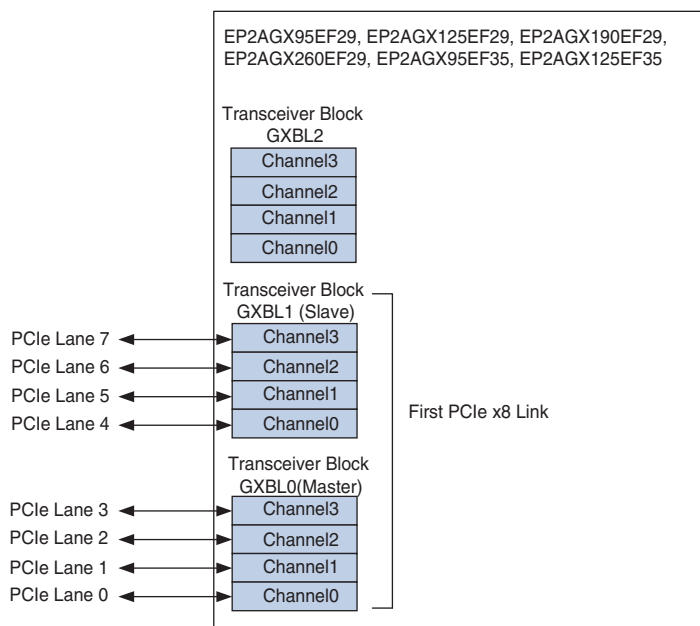 EP2AGX95EF29, EP2AGX125EF29, EP2AGX190EF29,
EP2AGX260EF29, EP2AGX95EF35, EP2AGX125EF35
Transceiver Block
GXBL2
Channel3
Channel2
Channel1
Channel0
Transceiver Block
GXBL1 (Slave)
PCIe Lane 7
Channel3
PCIe Lane 6
Channel2
PCIe Lane 5
Channel1
PCIe Lane 4
Channel0
First PCIe x8 Link
Transceiver Block
GXBL0(Master)
PCIe Lane 3
Channel3
PCIe Lane 2
Channel2
PCIe Lane 1
Channel1
PCIe Lane 0
Channel0